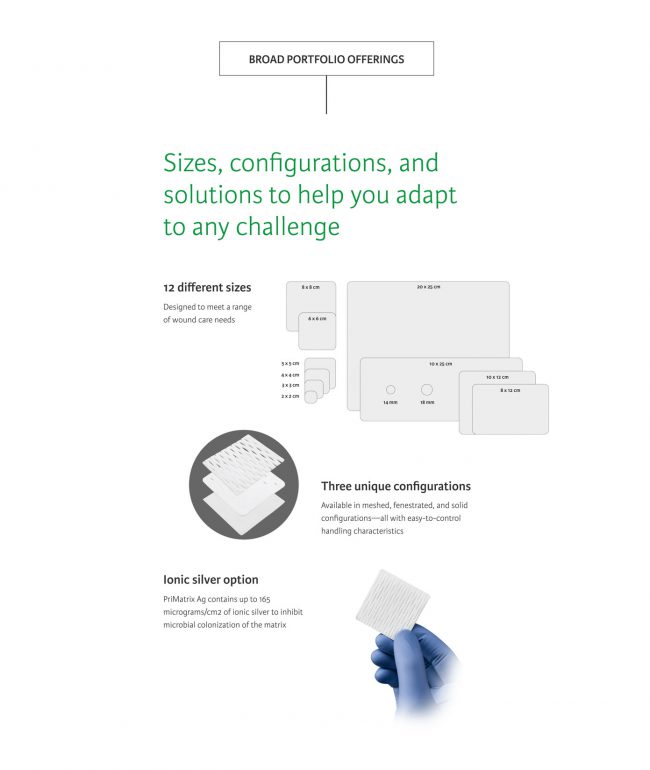 BROAD PORTFOLIO OFFERINGS
Sizes, configurations, and
solutions to help you adapt
to any challenge
12 different sizes
Designed to meet a range
of wound care needs
8 x 8 cm
6 x 6 cm
5 x 5 cm
4 x 4 cm
3 x 3 cm
2 x 2 cm
20 x 25 cm
10 x 25 cm
14 mm
18 mm
10 x 12 cm
8 x 12 cm
Three unique configurations
Available in meshed, fenestrated, and solid
configurations—all with easy-to-control
handling characteristics
Ionic silver option
PriMatrix Ag contains up to 165
micrograms/cm2 of ionic silver to inhibit
microbial colonization of the matrix